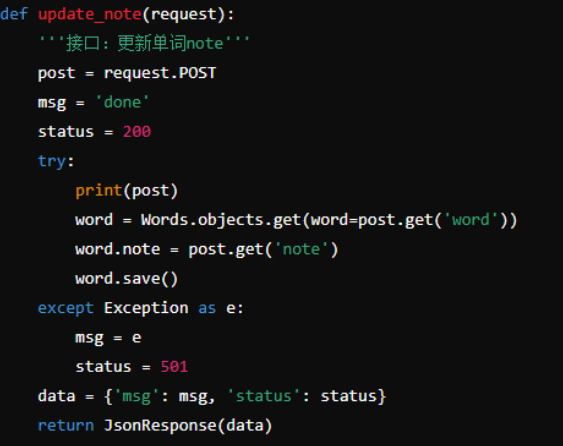 def update_note(request):
    '''接口：更新单词note'''
    post = request.POST
    msg = 'done'
    status = 200
    try:
        print(post)
        word = Words.objects.get(word=post.get('word'))
        word.note = post.get('note')
        word.save()
    except Exception as e:
        msg = e
        status = 501
    data = {'msg': msg, 'status': status}
    return JsonResponse(data)